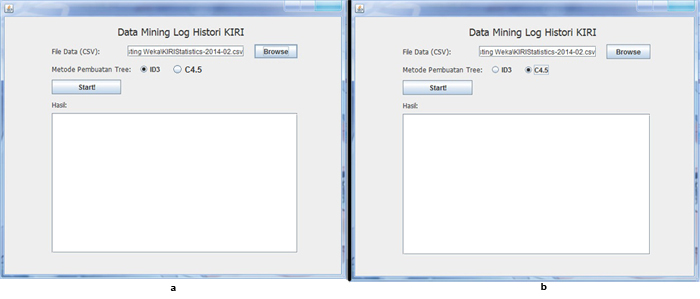 Data Mining Log Histori KIRI
File Data (CSV): sting Weka\KIRIStatistics-2014-02.csv Browse
Metode Pembuatan Tree: ID3 C4.5
Start!
Hasil:
a
Data Mining Log Histori KIRI
File Data (CSV): sting Weka\KIRIStatistics-2014-02.csv Browse
Metode Pembuatan Tree: ID3 C4.5
Start!
Hasil:
b